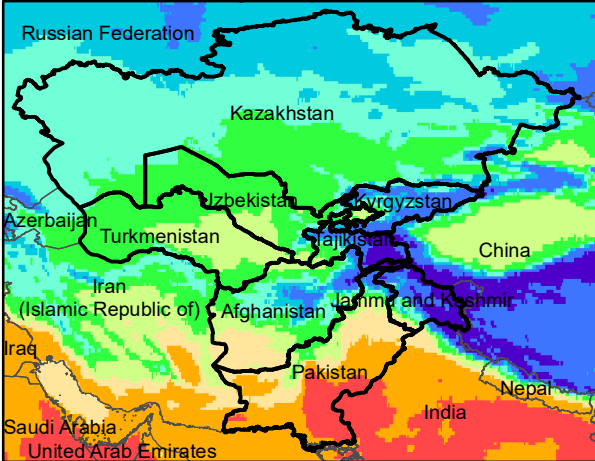 Russian Federation
Kazakhstan
Uzbekistan
Kyrgyzstan
Azerbaijan
Turkmenistan
Tajikistan
China
Iran
(Islamic Republic of)
Afghanistan
Jammu and Kashmir
Iraq
Pakistan
Nepal
India
Saudi Arabia
United Arab Emirates